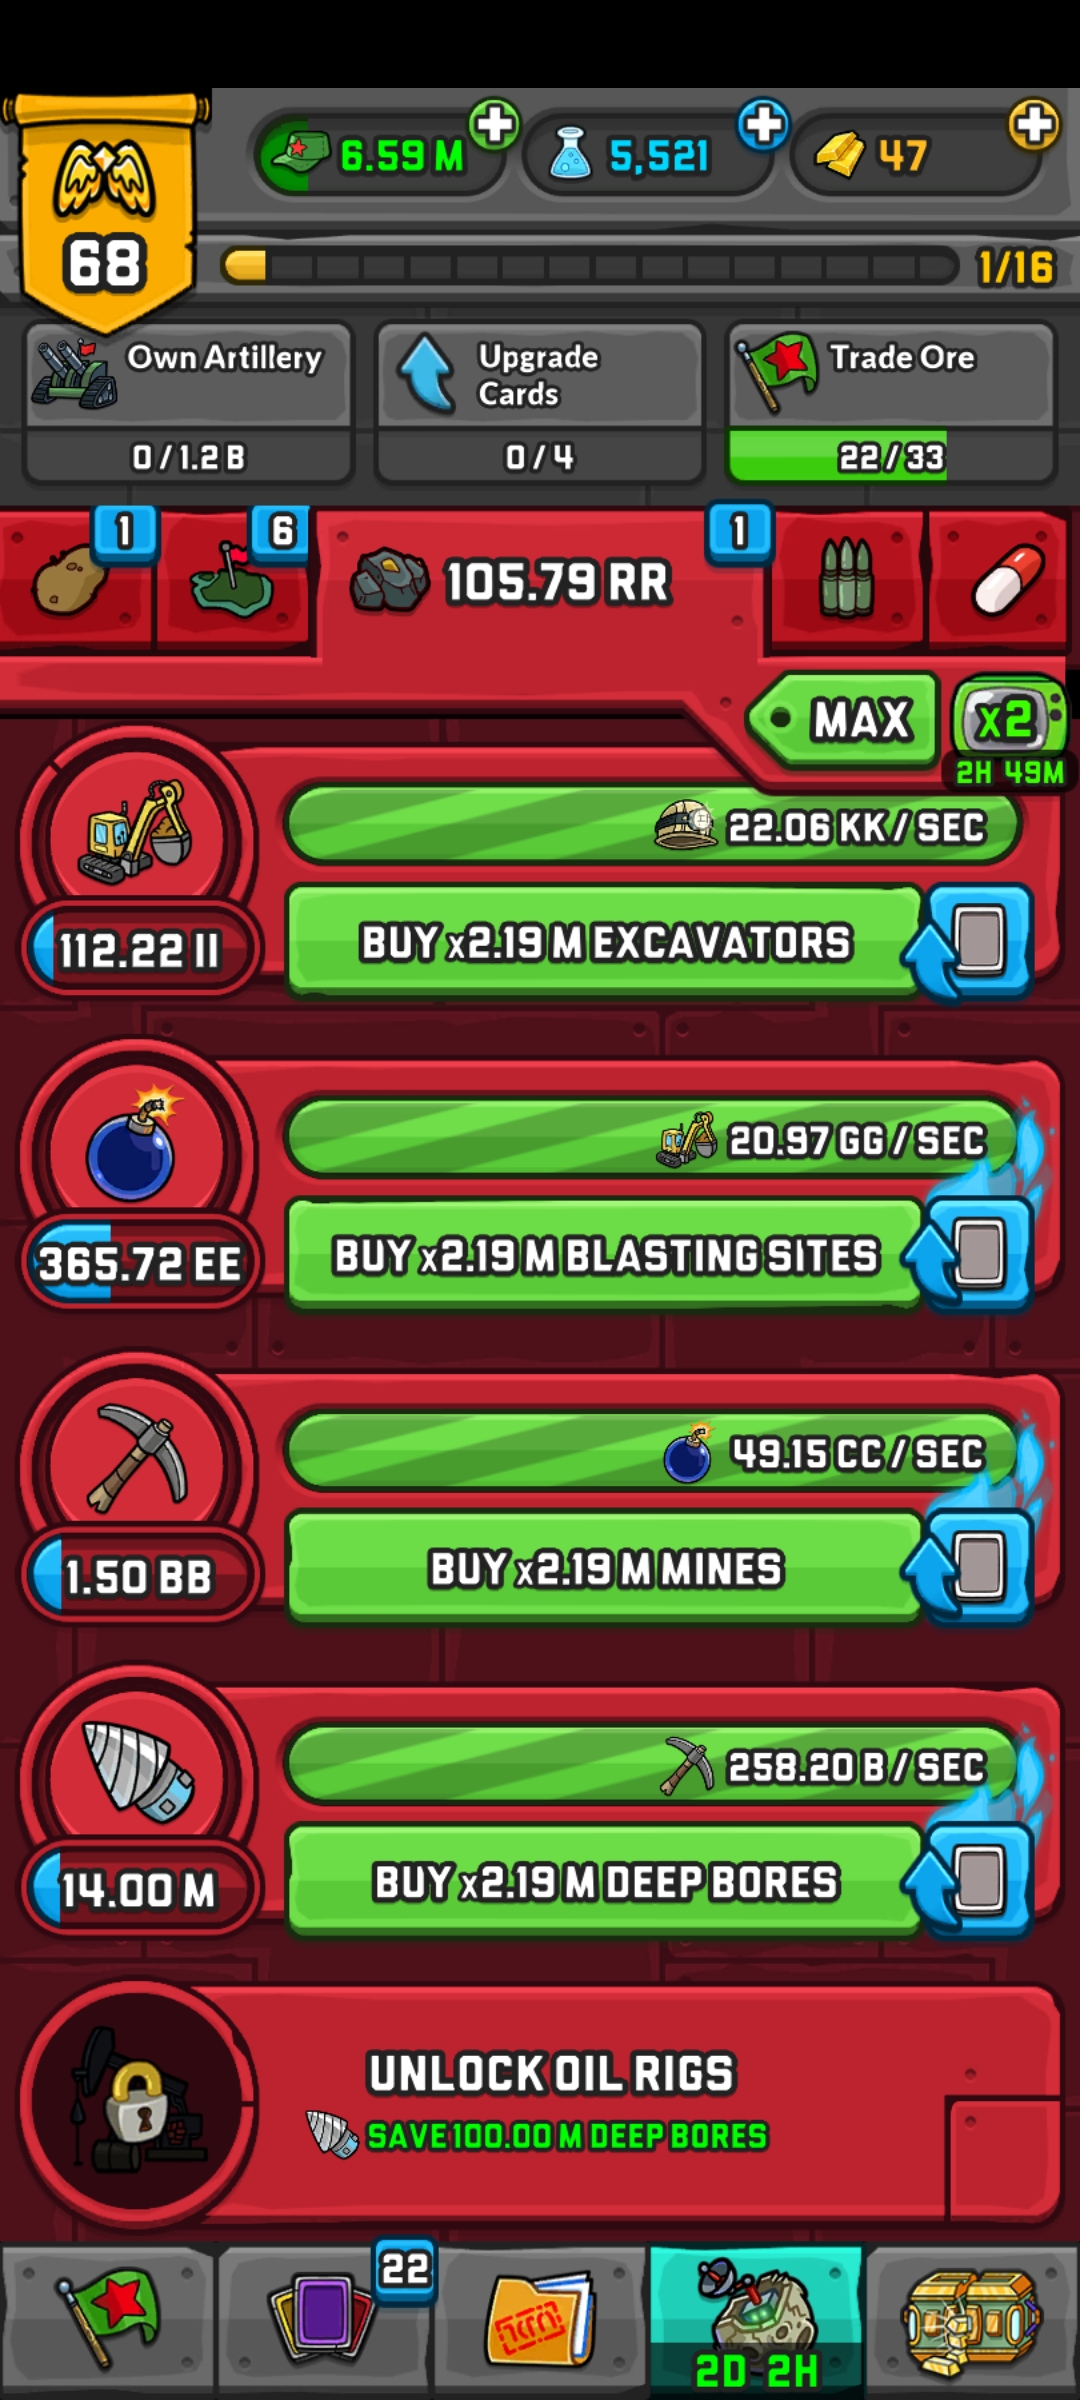 6.59 M
5,521
47
68
1/16
Own Artillery
0 / 1.2 B
Upgrade
Cards
0 / 4
Trade Ore
22 / 33
1
6
105.79 RR
1
MAX
x2
2H 49M
22.06 KK / SEC
112.22 II
BUY x2.19 M EXCAVATORS
20.97 GG / SEC
365.72 EE
BUY x2.19 M BLASTING SITES
49.15 CC / SEC
1.50 BB
BUY x2.19 M MINES
258.20 B / SEC
14.00 M
BUY x2.19 M DEEP BORES
UNLOCK OIL RIGS
SAVE 100.00 M DEEP BORES
22
2D 2H